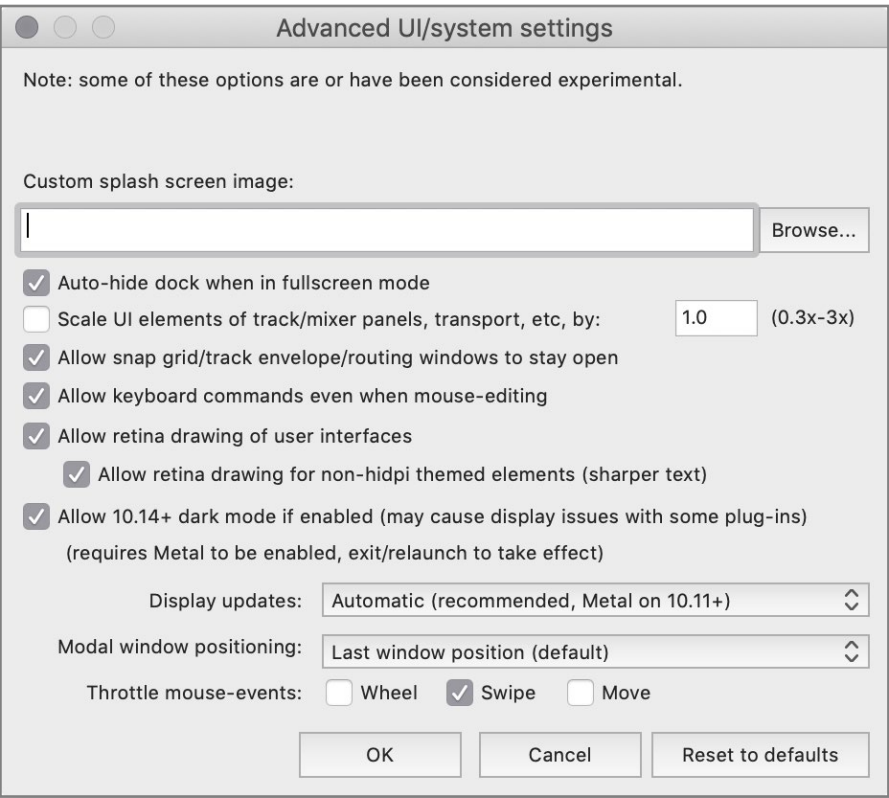 Advanced UI/system settings
Note: some of these options are or have been considered experimental.
Custom splash screen image:
Browse...
Auto-hide dock when in fullscreen mode
Scale UI elements of track/mixer panels, transport, etc, by: 1.0 (0.3x-3x)
Allow snap grid/track envelope/routing windows to stay open
Allow keyboard commands even when mouse-editing
Allow retina drawing of user interfaces
Allow retina drawing for non-hidpi themed elements (sharper text)
Allow 10.14+ dark mode if enabled (may cause display issues with some plug-ins)
(requires Metal to be enabled, exit/relaunch to take effect)
Display updates: Automatic (recommended, Metal on 10.11+)
Modal window positioning: Last window position (default)
Throttle mouse-events: Wheel Swipe Move
OK Cancel Reset to defaults